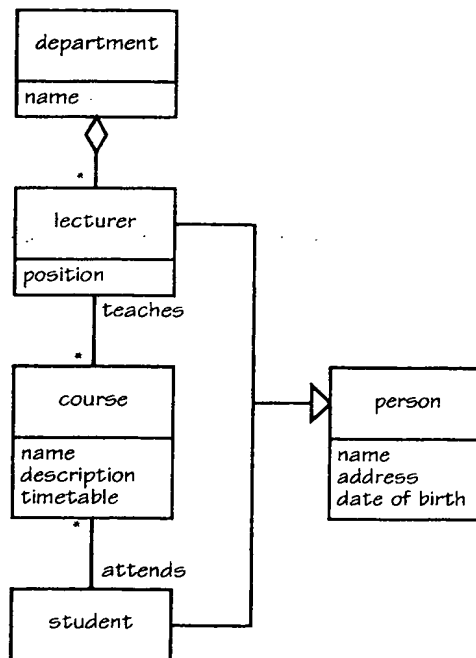 department
name
*
lecturer
position
teaches
*
course
name
description
timetable
*
attends
student
person
name
address
date of birth